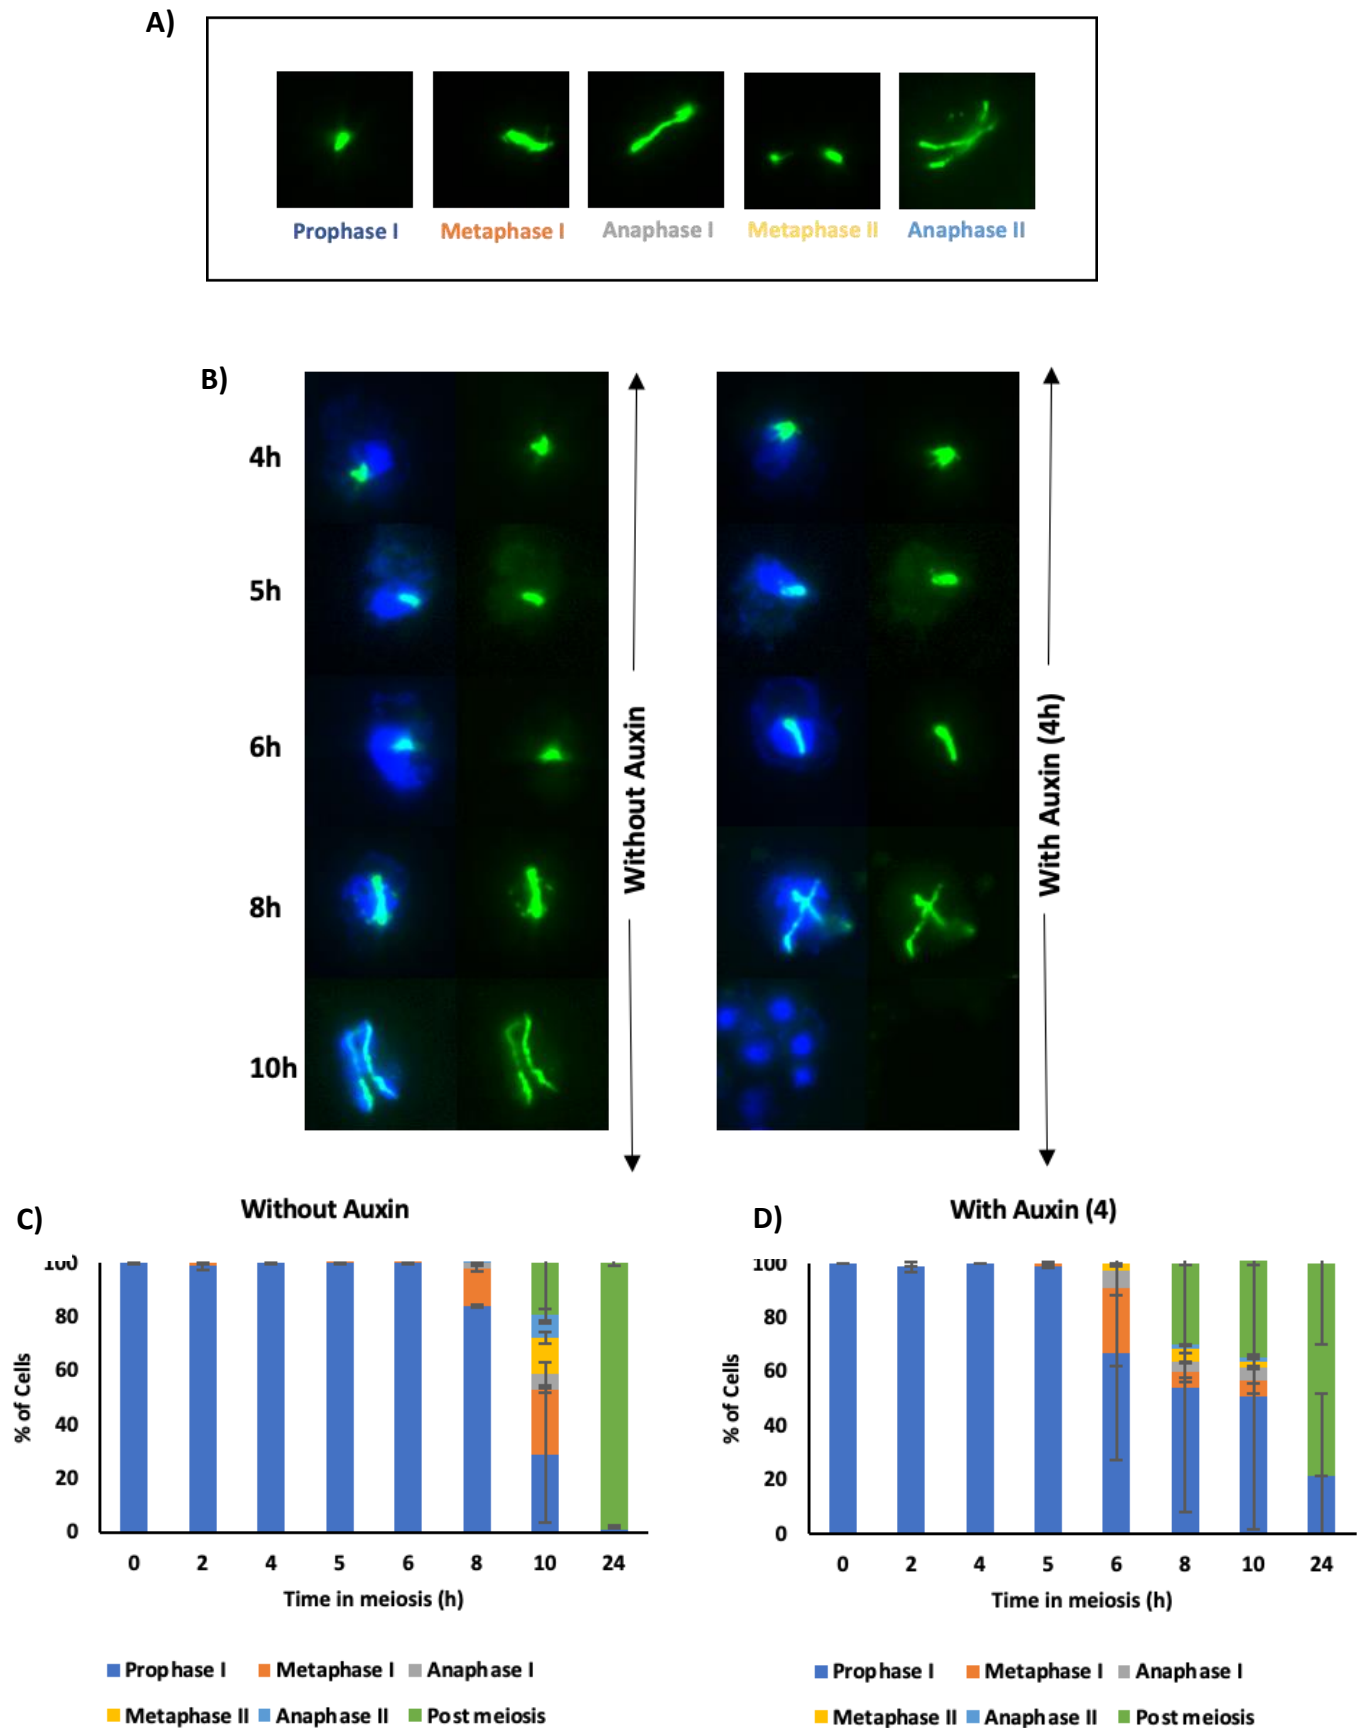 A)
Prophase I Metaphase I Anaphase I Metaphase II Anaphase II
B)
4h
5h
6h
8h
10h
Without Auxin
With Auxin (4h)
C)
Without Auxin
100
80
60
40
20
0
% of Cells
0 2 4 5 6 8 10 24
Time in meiosis (h)
Prophase I Metaphase I Anaphase I
Metaphase II Anaphase II Post meiosis
D)
With Auxin (4)
100
80
60
40
20
0
% of Cells
0 2 4 5 6 8 10 24
Time in meiosis (h)
Prophase I Metaphase I Anaphase I
Metaphase II Anaphase II Post meiosis